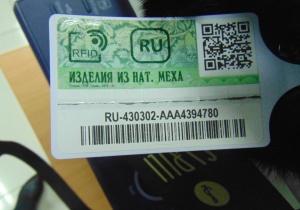 RFID
RU
ИЗДЕЛИЯ ИЗ НАТ. МЕХА
RU-430302-AAA4394780